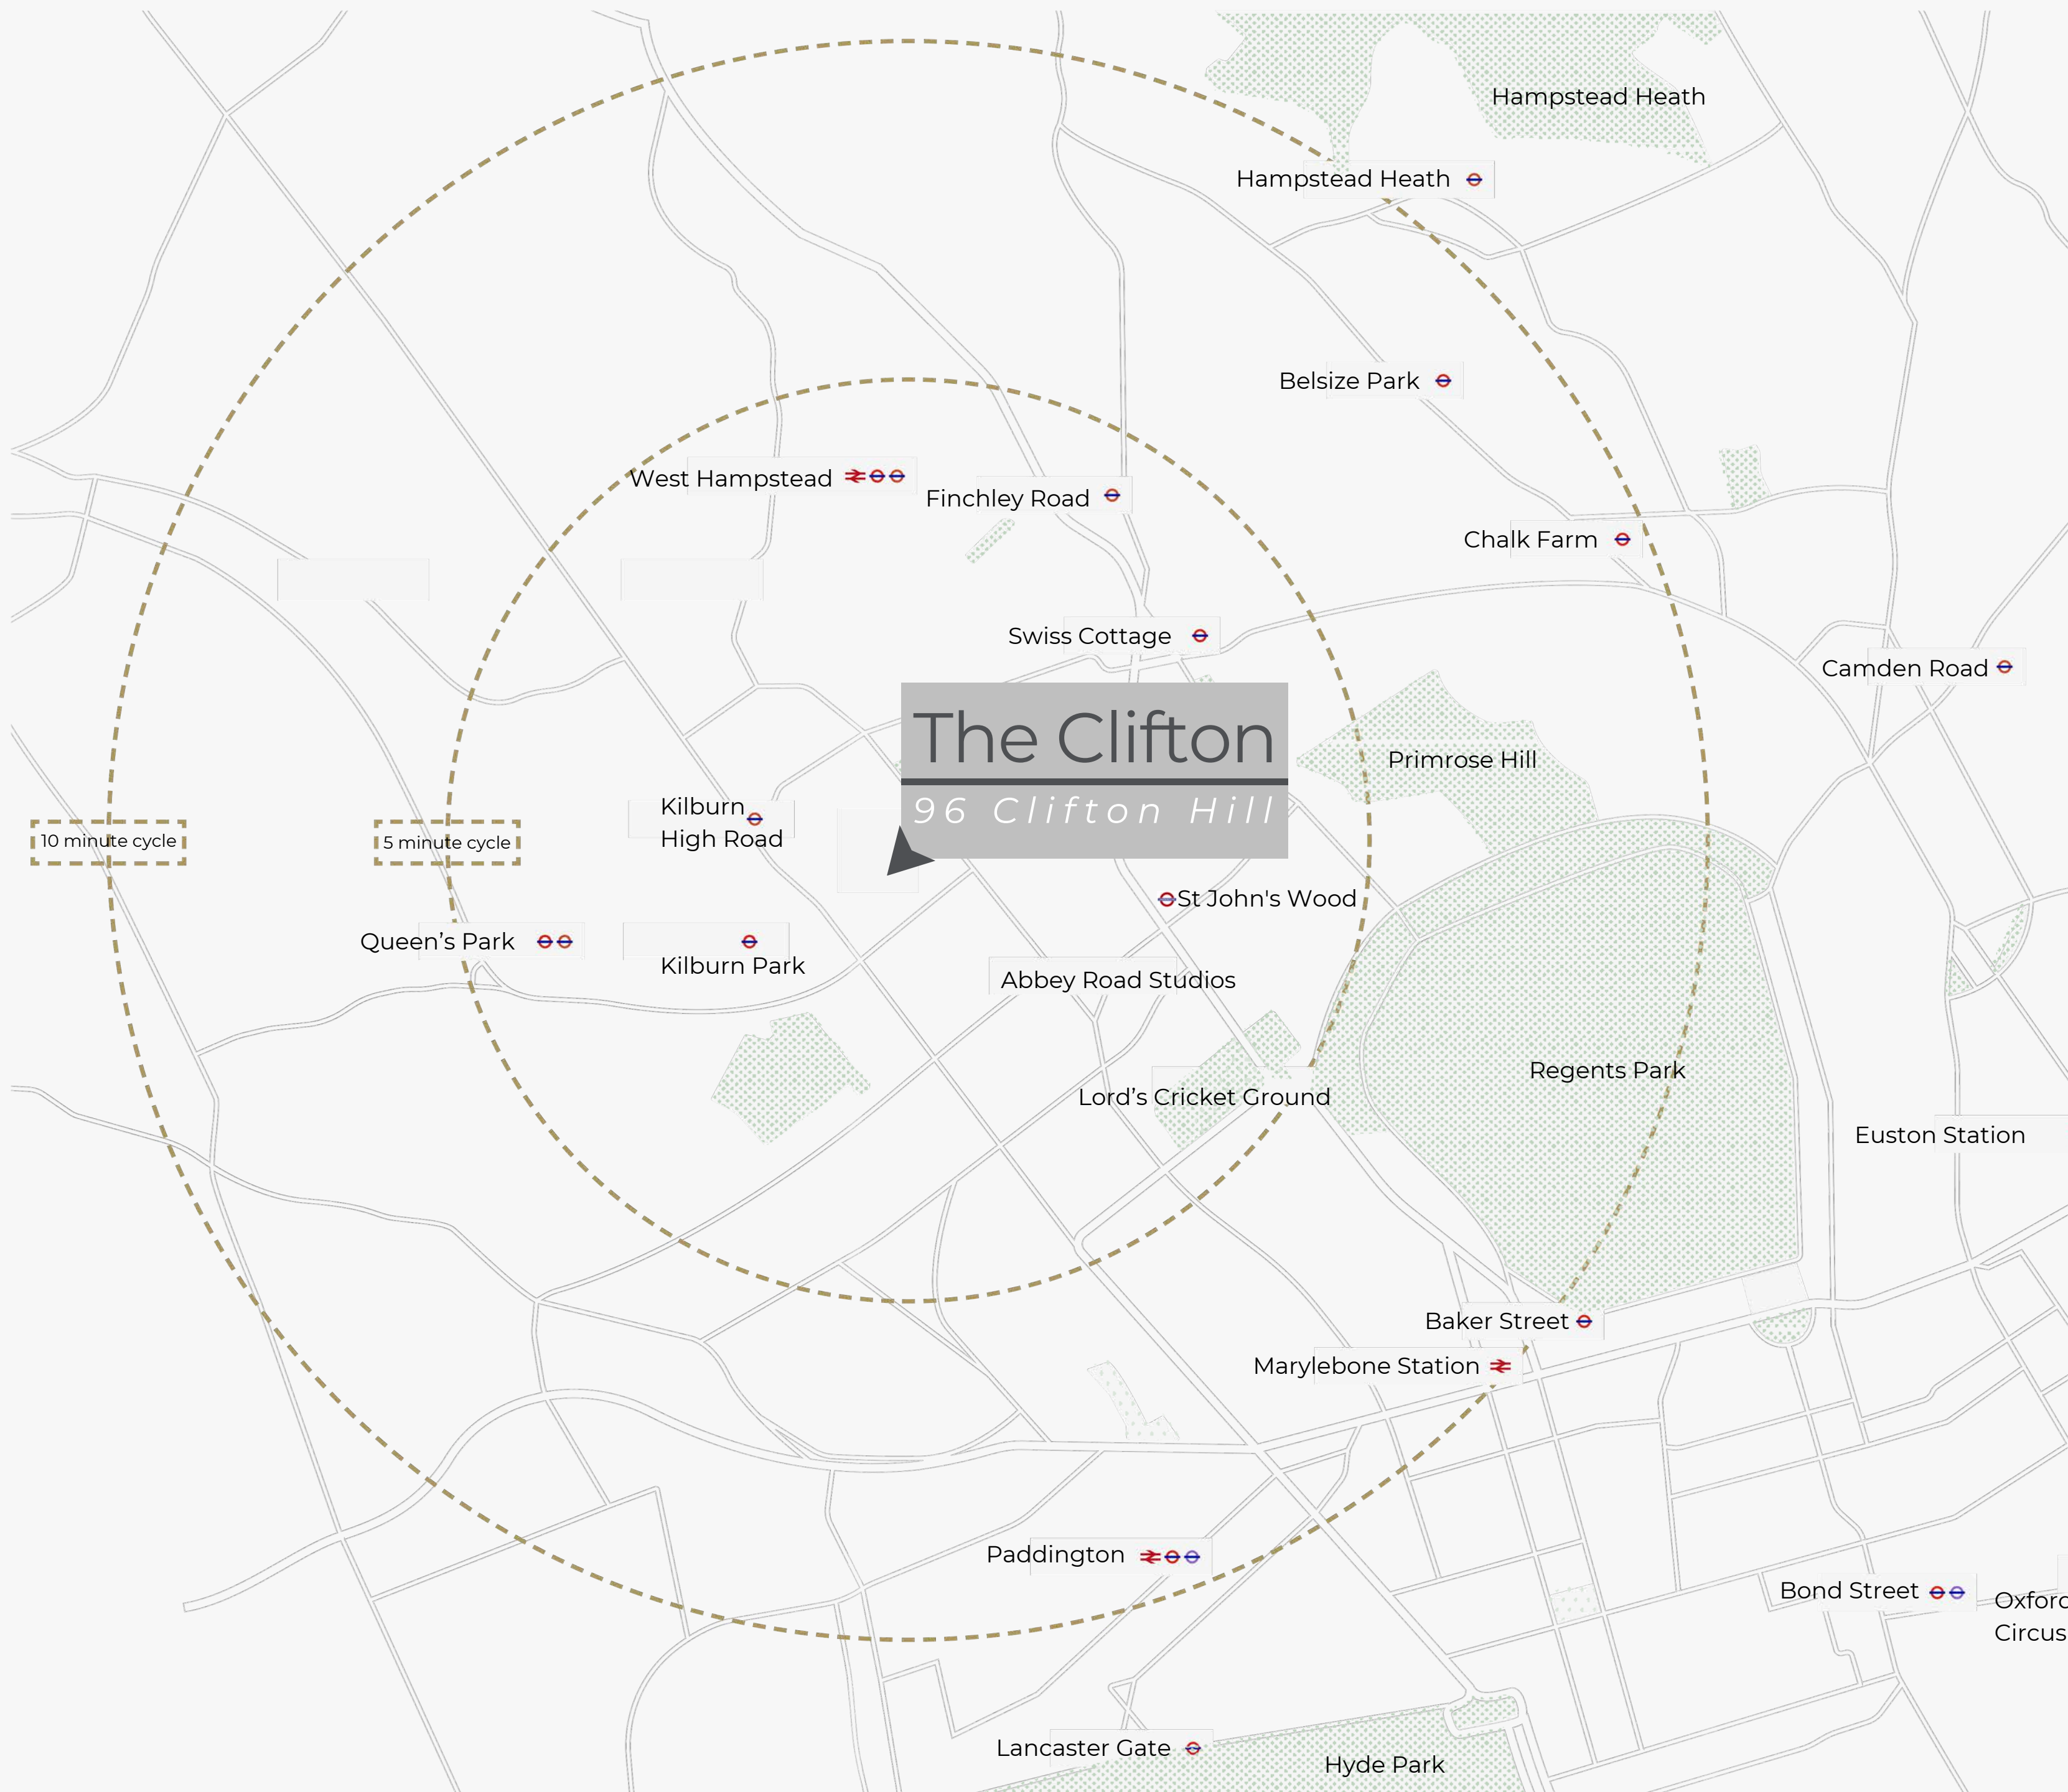 Hampstead Heath
Hampstead Heath
Belsize Park
West Hampstead
Finchley Road
Chalk Farm
Swiss Cottage
Camden Road
The Clifton
96 Clifton Hill
Primrose Hill
Kilburn
High Road
10 minute cycle
5 minute cycle
St John's Wood
Queen’s Park
Kilburn Park
Abbey Road Studios
Regents Park
Lord’s Cricket Ground
Euston Station
Baker Street
Marylebone Station
Paddington
Bond Street
Oxford
Circus
Lancaster Gate
Hyde Park